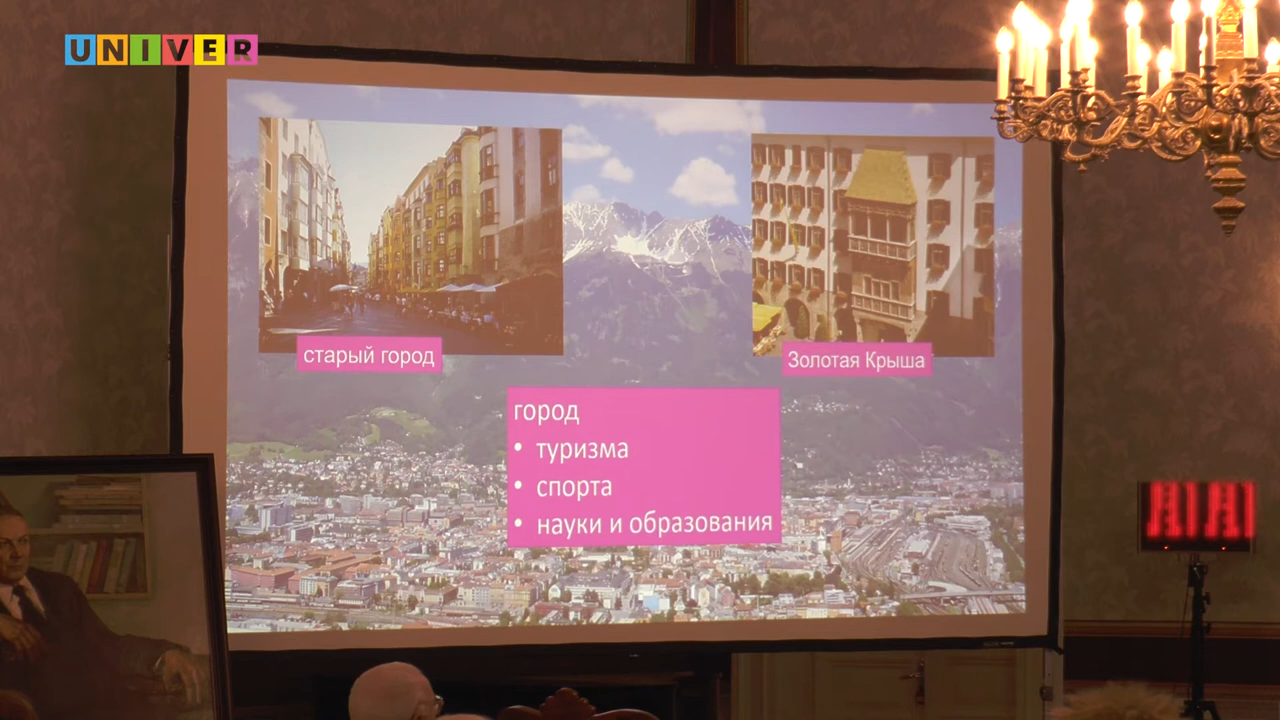 UNIVER
старый город
Золотая Крыша
город
• туризма
• спорта
• науки и образования